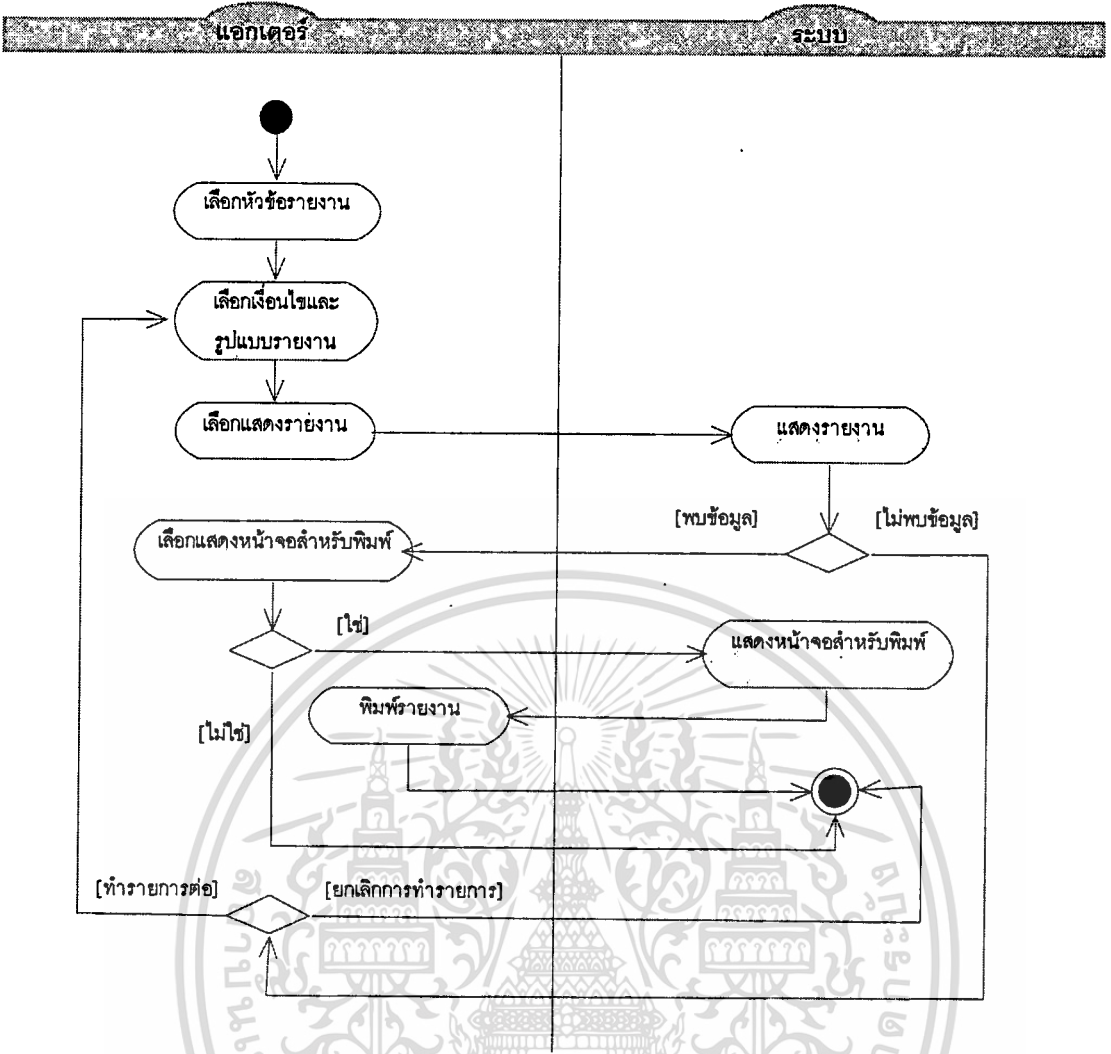 แอกเตอร์
ระบบ
เลือกหัวข้อรายงาน
เลือกเงื่อนไขและ
รูปแบบรายงาน
เลือกแสดงรายงาน
แสดงรายงาน
[พบข้อมูล]
[ไม่พบข้อมูล]
เลือกแสดงหน้าจอสำหรับพิมพ์
[ใช่]
แสดงหน้าจอสำหรับพิมพ์
พิมพ์รายงาน
[ไม่ใช่]
[ทำรายการต่อ]
[ยกเลิกการทำรายการ]